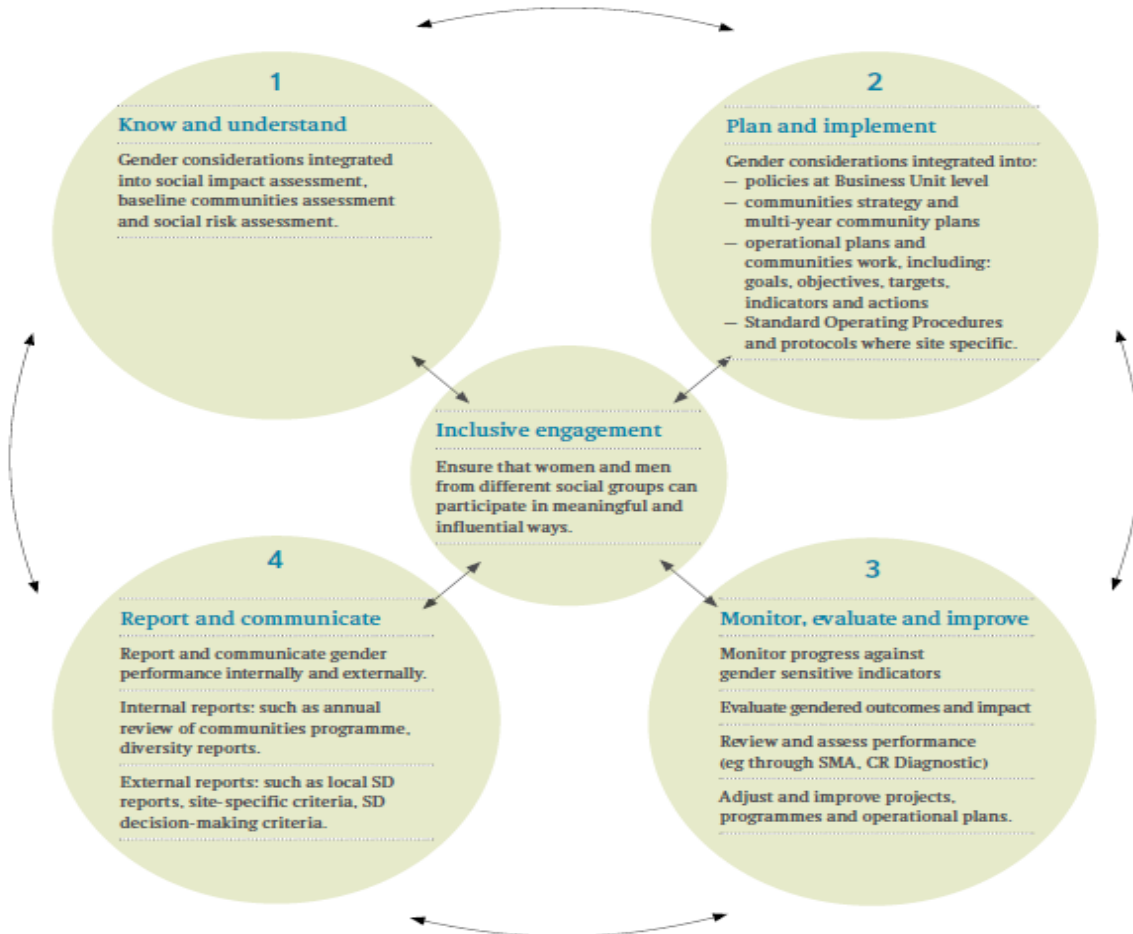 1
Know and understand
Gender considerations integrated
into social impact assessment,
baseline communities assessment
and social risk assessment.
2
Plan and implement
Gender considerations integrated into:
— policies at Business Unit level
— communities strategy and
multi-year community plans
— operational plans and
communities work, including:
goals, objectives, targets,
indicators and actions
— Standard Operating Procedures
and protocols where site specific.
Inclusive engagement
Ensure that women and men
from different social groups can
participate in meaningful and
influential ways.
4
Report and communicate
Report and communicate gender
performance internally and externally.
Internal reports: such as annual
review of communities programme,
diversity reports.
External reports: such as local SD
reports, site-specific criteria, SD
decision-making criteria.
3
Monitor, evaluate and improve
Monitor progress against
gender sensitive indicators
Evaluate gendered outcomes and impact
Review and assess performance
(eg through SMA, CR Diagnostic)
Adjust and improve projects,
programmes and operational plans.